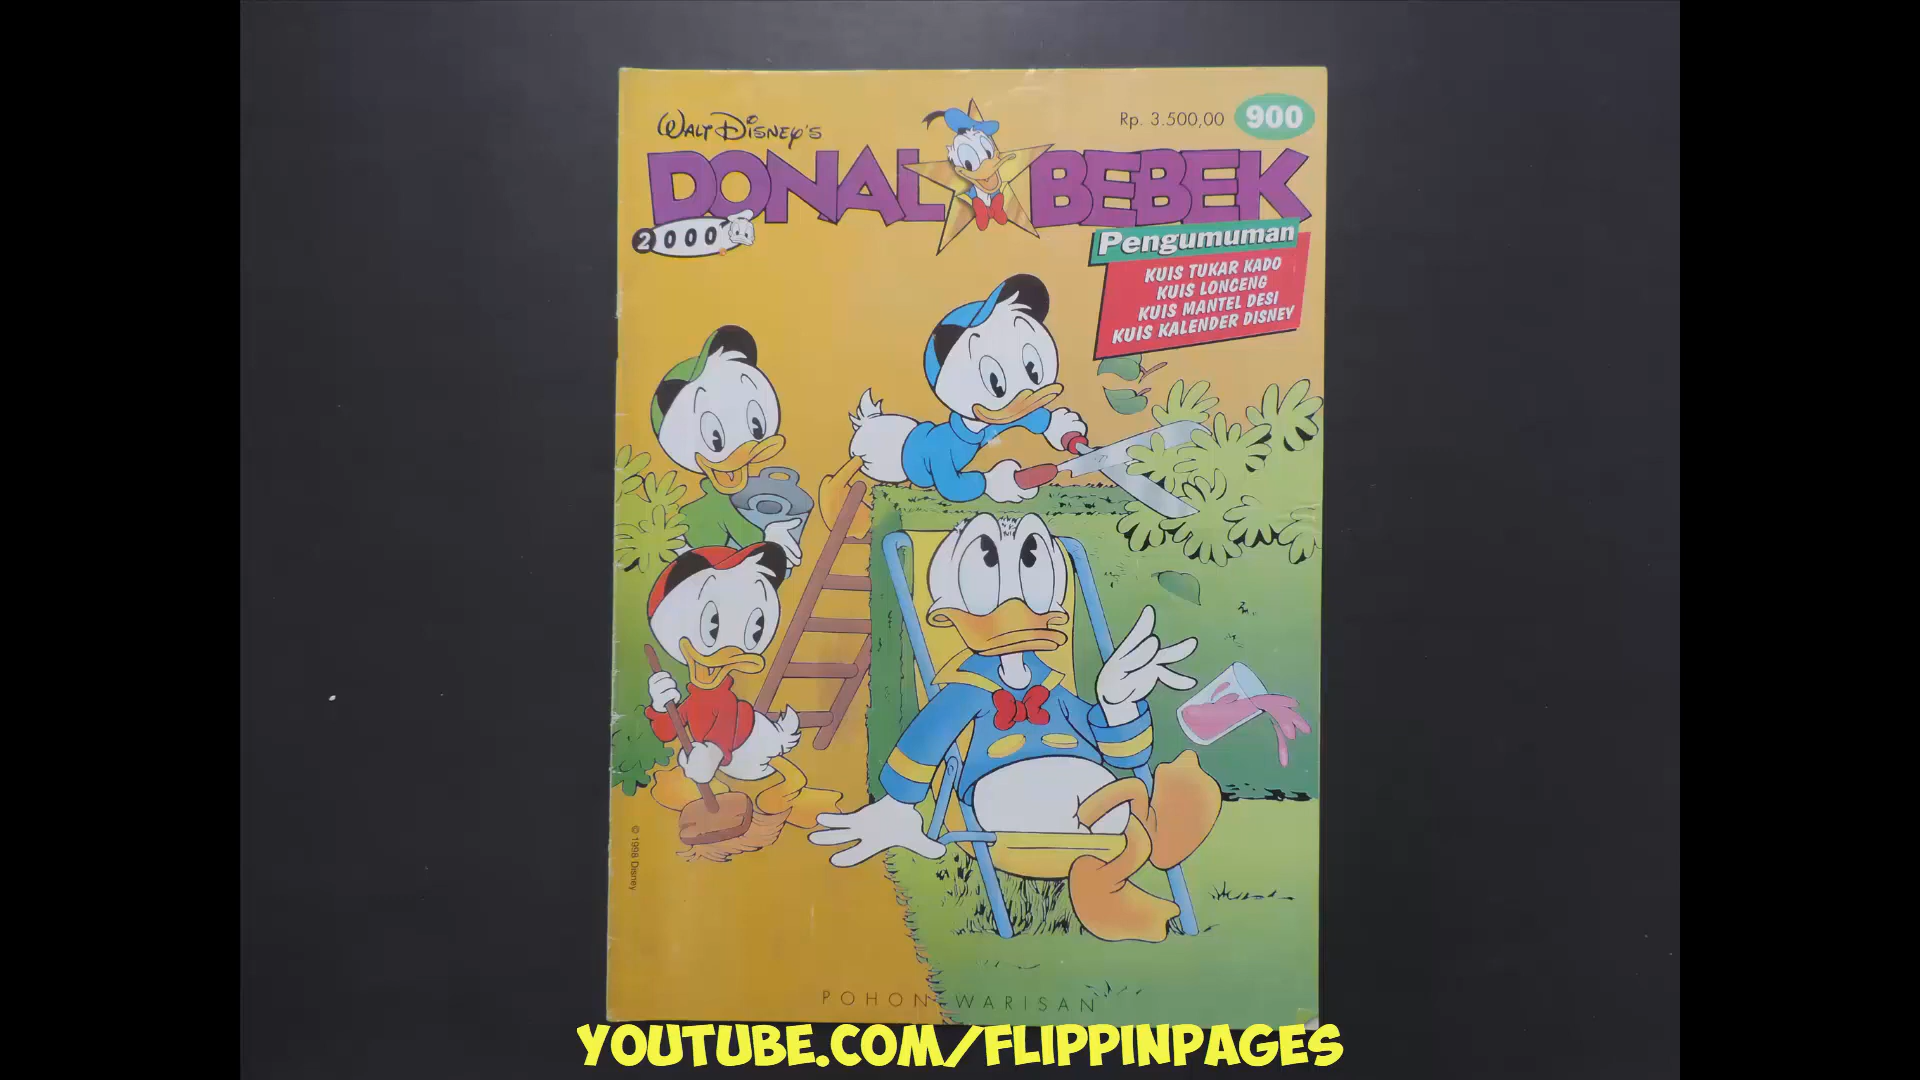 WALT DISNEY'S
Rp. 3.500,00
900
DONAL BEBEK
2000
Pengumuman
KUIS TUKAR KADO
KUIS LONCENG
KUIS MANTEL DESI
KUIS KALENDER DISNEY
© 1998 Disney
POHON WARISAN
YOUTUBE.COM/FLIPPINPAGES